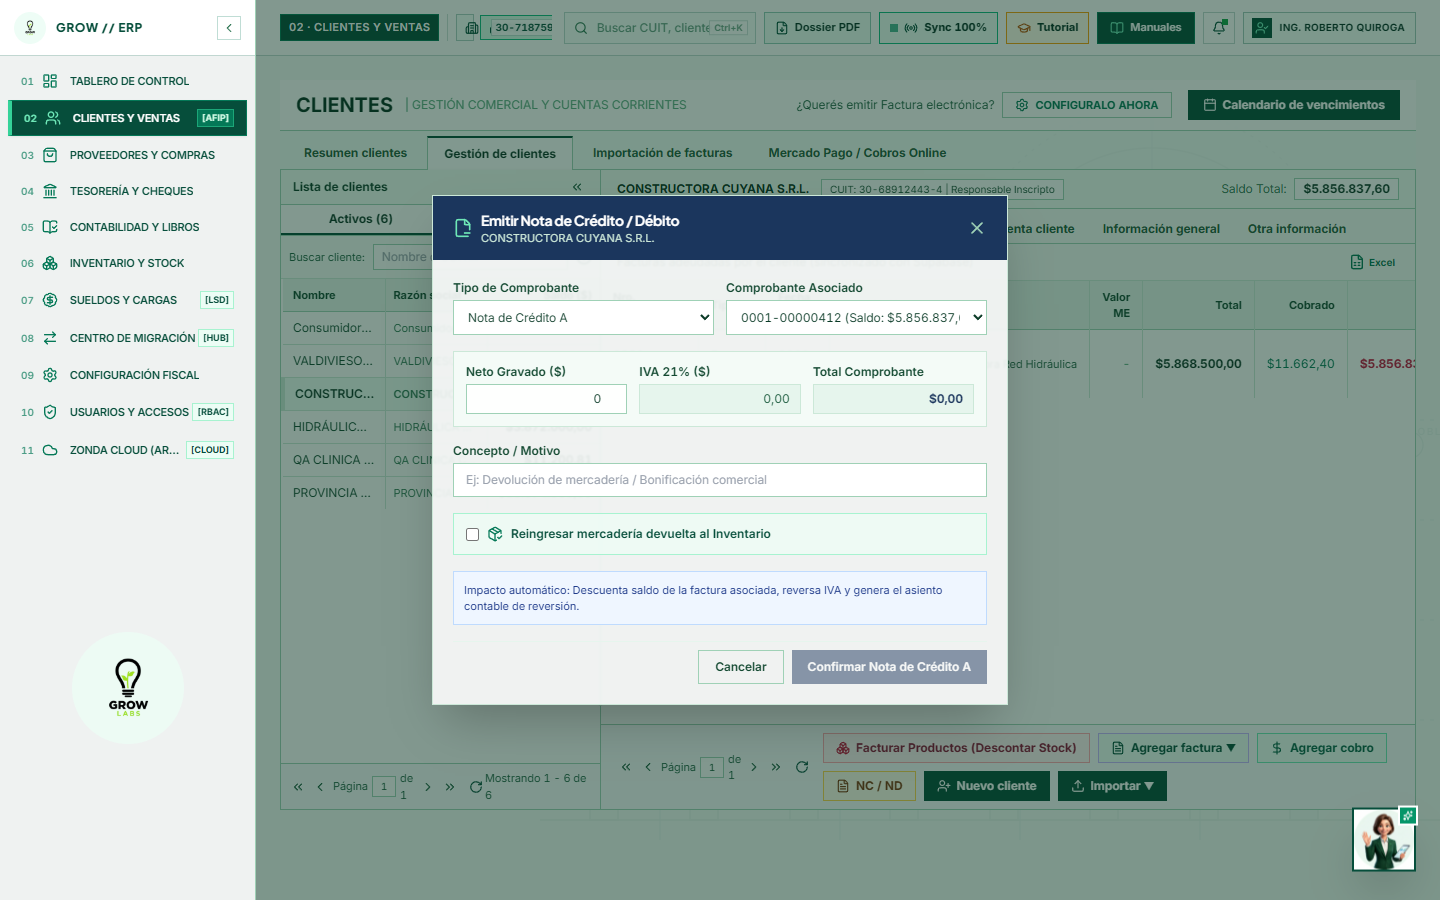 GROW // ERP
02 · CLIENTES Y VENTAS
30-718759
Buscar CUIT, cliente
Ctrl+K
Dossier PDF
Sync 100%
Tutorial
Manuales
ING. ROBERTO QUIROGA
01 TABLERO DE CONTROL
02 CLIENTES Y VENTAS [AFIP]
03 PROVEEDORES Y COMPRAS
04 TESORERÍA Y CHEQUES
05 CONTABILIDAD Y LIBROS
06 INVENTARIO Y STOCK
07 SUELDOS Y CARGAS [LSD]
08 CENTRO DE MIGRACIÓN [HUB]
09 CONFIGURACIÓN FISCAL
10 USUARIOS Y ACCESOS [RBAC]
11 ZONDA CLOUD (AR... [CLOUD]
GROW
LABS
CLIENTES | GESTIÓN COMERCIAL Y CUENTAS CORRIENTES
¿Querés emitir Factura electrónica?
CONFIGURALO AHORA
Calendario de vencimientos
Resumen clientes
Gestión de clientes
Importación de facturas
Mercado Pago / Cobros Online
Lista de clientes
Activos (6)
Buscar cliente:
Nombre
Nombre
Razón
Consumidor...
VALDIVIESO...
CONSTRUC...
HIDRÁULIC...
QA CLINICA ...
PROVINCIA ...
Página 1 de 1
Mostrando 1 - 6 de 6
CONSTRUCTORA CUYANA S.R.L.
CUIT: 30-68912443-4 | Responsable Inscripto
Saldo Total: $5.856.837,60
enta cliente
Información general
Otra información
Excel
Valor ME
Total
Cobrado
Red Hidráulica
-
$5.868.500,00
$11.662,40
$5.856.83
Emitir Nota de Crédito / Débito
CONSTRUCTORA CUYANA S.R.L.
Tipo de Comprobante
Comprobante Asociado
Nota de Crédito A
0001-00000412 (Saldo: $5.856.837,
Neto Gravado ($)
IVA 21% ($)
Total Comprobante
0
0,00
$0,00
Concepto / Motivo
Ej: Devolución de mercadería / Bonificación comercial
Reingresar mercadería devuelta al Inventario
Impacto automático: Descuenta saldo de la factura asociada, reversa IVA y genera el asiento
contable de reversión.
Cancelar
Confirmar Nota de Crédito A
Página 1 de 1
Facturar Productos (Descontar Stock)
Agregar factura ▼
Agregar cobro
NC / ND
Nuevo cliente
Importar ▼